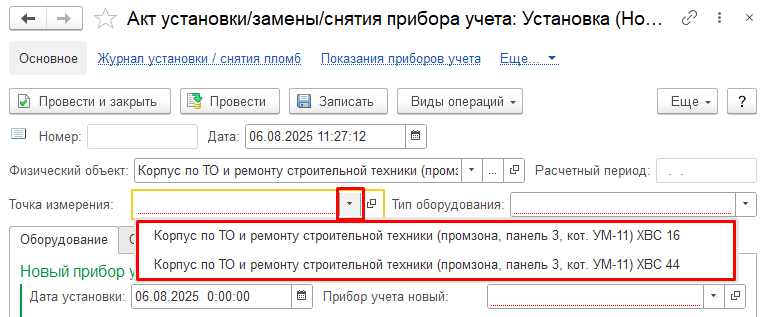 Акт установки/замены/снятия прибора учета: Установка (Но...
Основное Журнал установки / снятия пломб Показания приборов учета Еще...
Провести и закрыть Провести Записать Виды операций Еще ?
Номер: Дата: 06.08.2025 11:27:12
Физический объект: Корпус по ТО и ремонту строительной техники (пром ... Расчетный период: . .
Точка измерения: Тип оборудования:
Оборудование
Корпус по ТО и ремонту строительной техники (промзона, панель 3, кот. УМ-11) ХВС 16
Корпус по ТО и ремонту строительной техники (промзона, панель 3, кот. УМ-11) ХВС 44
Новый прибор у
Дата установки: 06.08.2025 0:00:00 Прибор учета новый: